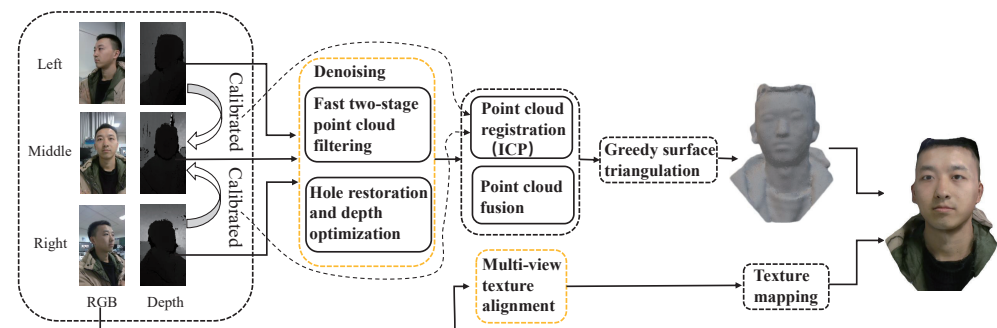 Left
Middle
Right
RGB
Depth
Calibrated
Calibrated
Denoising
Fast two-stage
point cloud
filtering
Hole restoration
and depth
optimization
Point cloud
registration
(ICP)
Point cloud
fusion
Greedy surface
triangulation
Multi-view
texture
alignment
Texture
mapping